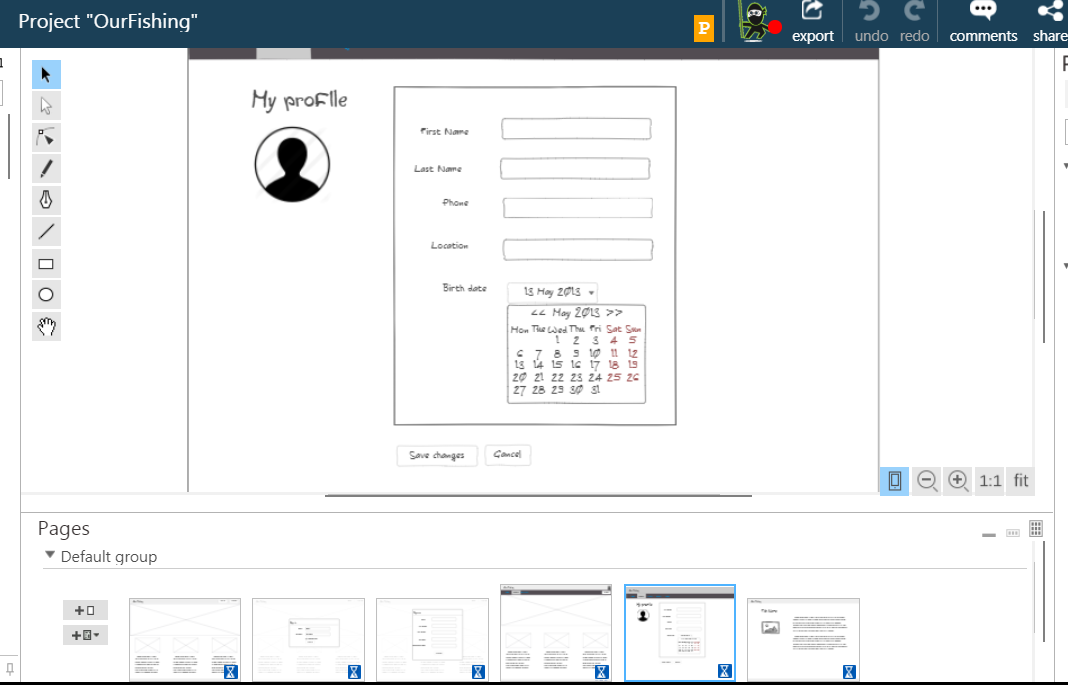 Project "OurFishing"
P
export
undo
redo
comments
share
My profile
First Name
Last Name
Phone
Location
Birth date
13 May 2013
<< May 2013 >>
Mon Tue Wed Thu Fri Sat Sun
1 2 3 4 5
6 7 8 9 10 11 12
13 14 15 16 17 18 19
20 21 22 23 24 25 26
27 28 29 30 31
Save changes
Cancel
1:1
fit
Pages
Default group